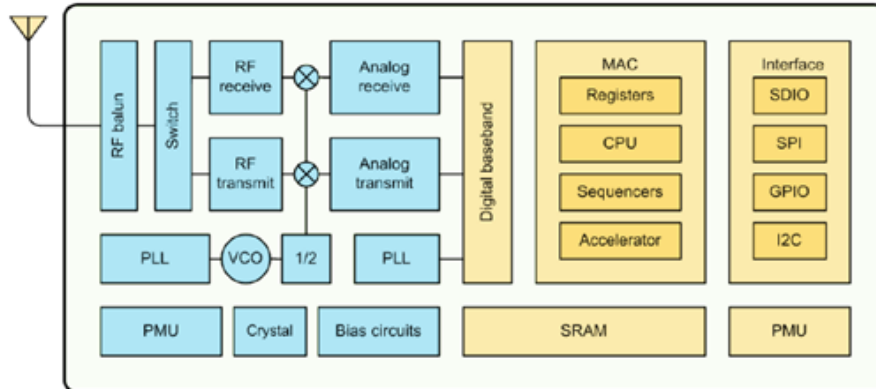 RF balun
Switch
RF
receive
Analog
receive
RF
transmit
Analog
transmit
PLL
VCO
1/2
PLL
PMU
Crystal
Bias circuits
Digital baseband
MAC
Registers
CPU
Sequencers
Accelerator
Interface
SDIO
SPI
GPIO
I2C
SRAM
PMU